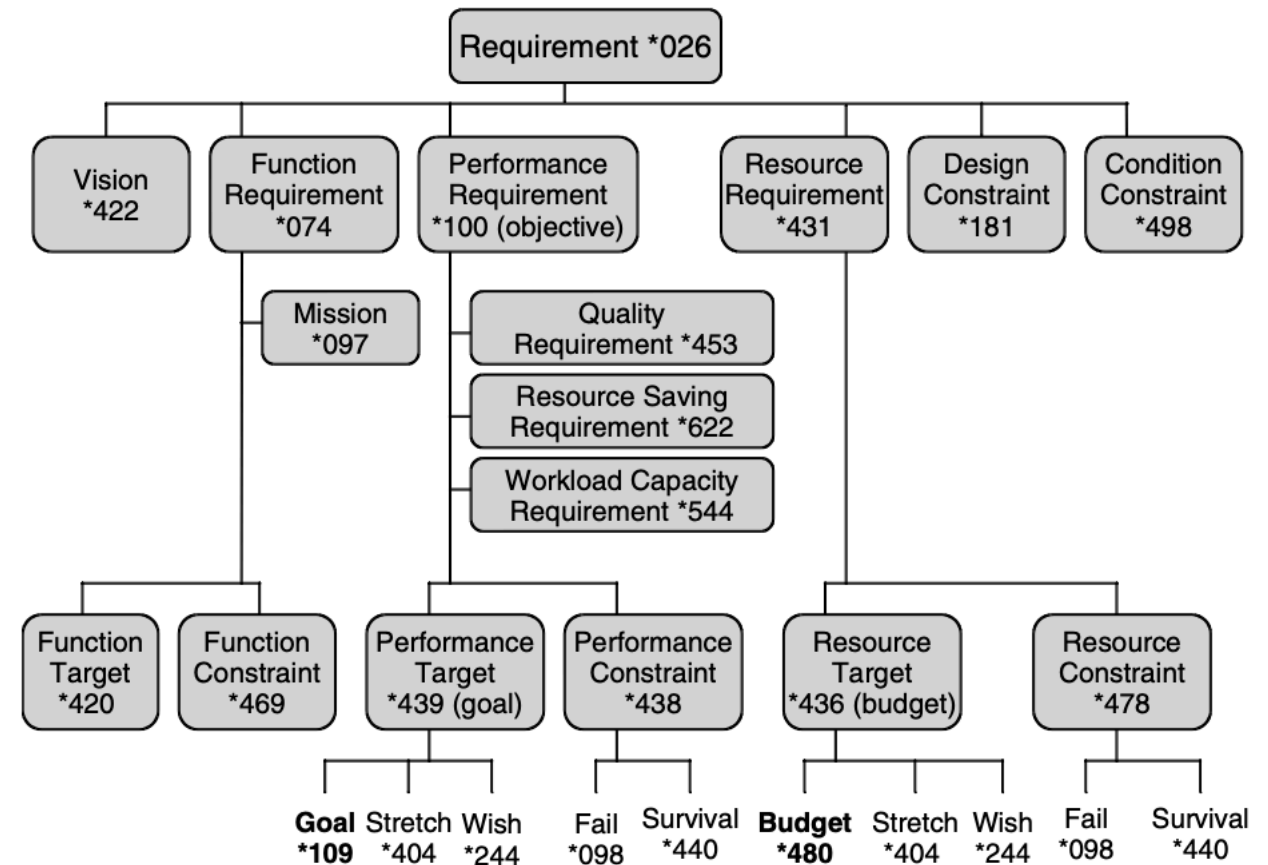 Requirement *026
Vision
*422
Function
Requirement
*074
Performance
Requirement
*100 (objective)
Resource
Requirement
*431
Design
Constraint
*181
Condition
Constraint
*498
Mission
*097
Quality
Requirement *453
Resource Saving
Requirement *622
Workload Capacity
Requirement *544
Function
Target
*420
Function
Constraint
*469
Performance
Target
*439 (goal)
Performance
Constraint
*438
Resource
Target
*436 (budget)
Resource
Constraint
*478
Goal
*109
Stretch
*404
Wish
*244
Fail
*098
Survival
*440
Budget
*480
Stretch
*404
Wish
*244
Fail
*098
Survival
*440